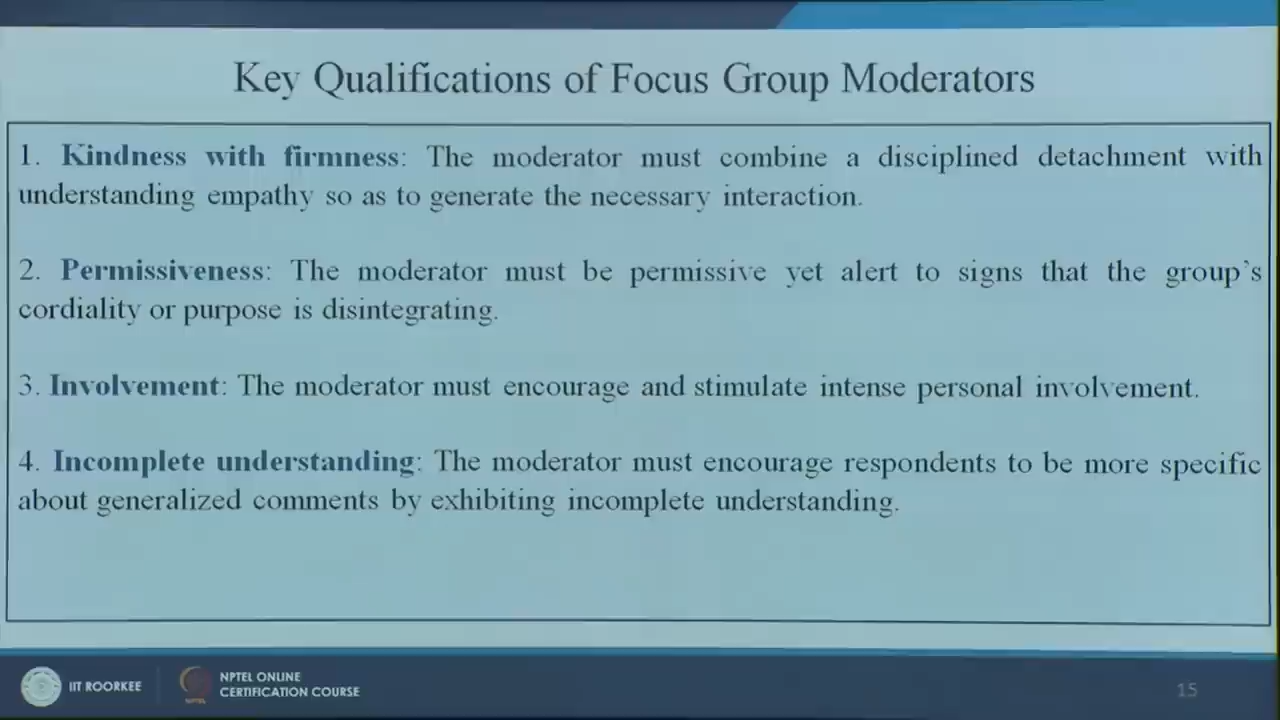 Key Qualifications of Focus Group Moderators
1. Kindness with firmness: The moderator must combine a disciplined detachment with
understanding empathy so as to generate the necessary interaction.
2. Permissiveness: The moderator must be permissive yet alert to signs that the group's
cordiality or purpose is disintegrating.
3. Involvement: The moderator must encourage and stimulate intense personal involvement.
4. Incomplete understanding: The moderator must encourage respondents to be more specific
about generalized comments by exhibiting incomplete understanding.
IIT ROORKEE
NPTEL ONLINE
CERTIFICATION COURSE
15